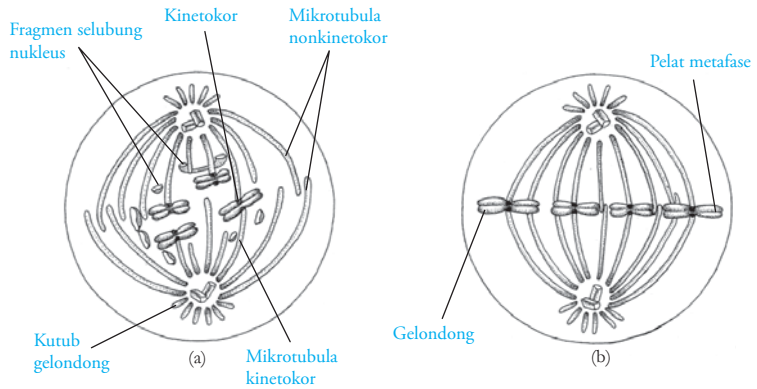 Fragmen selubung
nukleus
Kinetokor
Mikrotubula
nonkinetokor
Kutub
gelondong
(a)
Mikrotubula
kinetokor
Pelat metafase
Gelondong
(b)